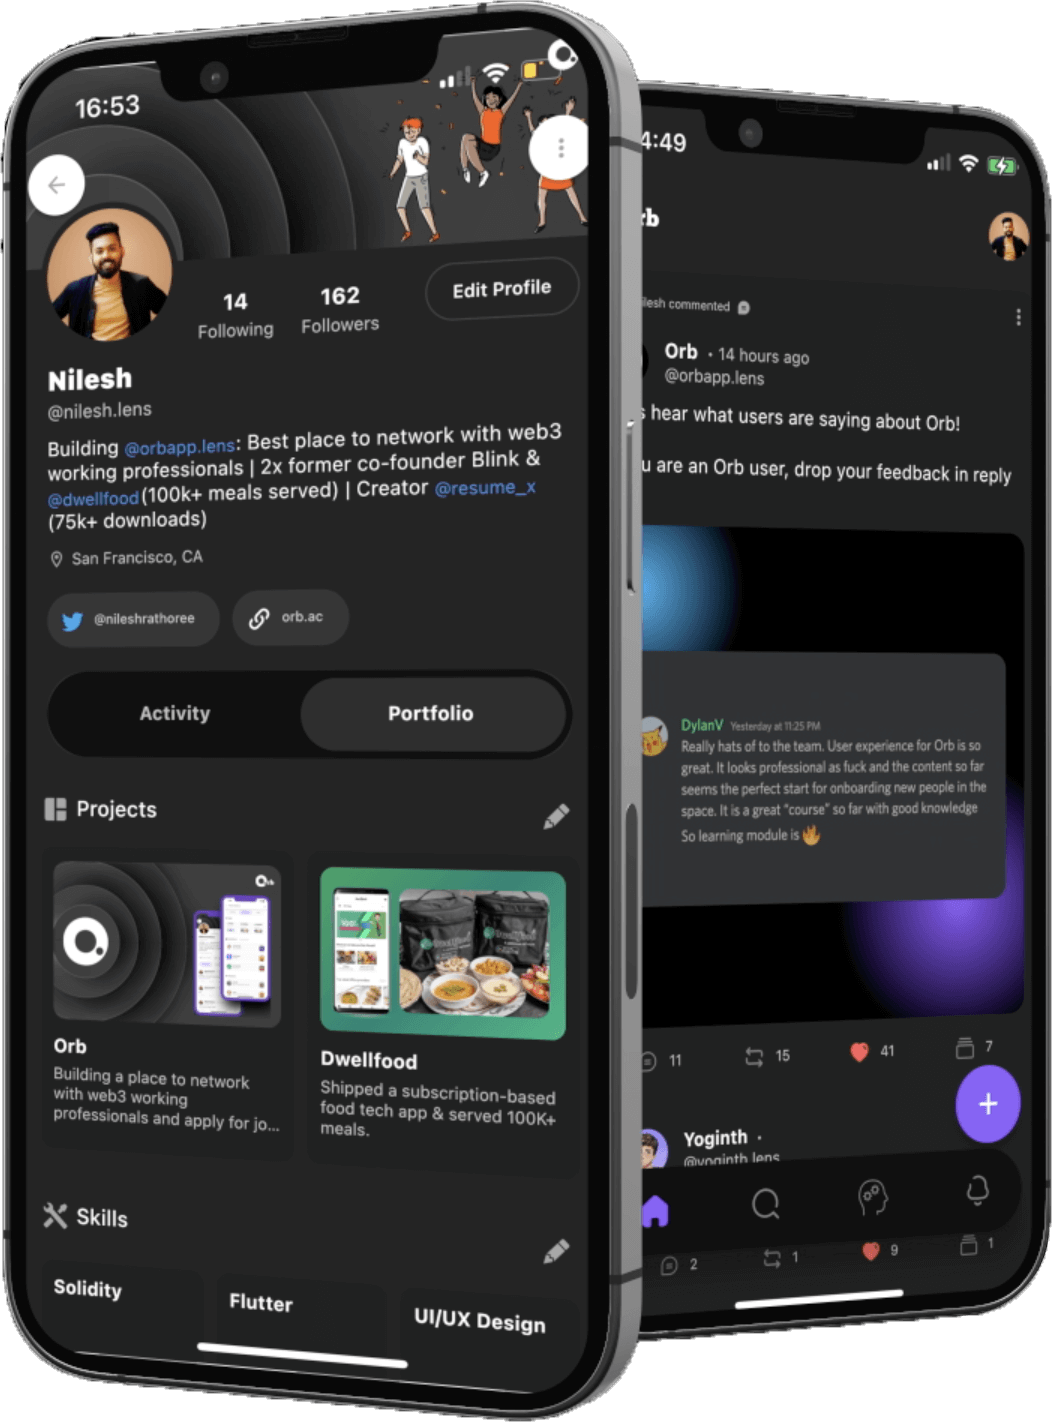 16:53
14
Following
162
Followers
Edit Profile
Nilesh
@nilesh.lens
Building @orbapp.lens: Best place to network with web3
working professionals | 2x former co-founder Blink &
@dwellfood(100k+ meals served) | Creator @resume_x
(75k+ downloads)
San Francisco, CA
@nileshrathoree
orb.ac
Activity
Portfolio
Projects
Orb
Building a place to network
with web3 working
professionals and apply for jo...
Dwellfood
Shipped a subscription-based
food tech app & served 100K+
meals.
Skills
Solidity
Flutter
UI/UX Design
4:49
rb
ilesh commented
Orb · 14 hours ago
@orbapp.lens
s hear what users are saying about Orb!
u are an Orb user, drop your feedback in reply
DylanV Yesterday at 11:25 PM
Really hats of to the team. User experience for Orb is so
great. It looks professional as fuck and the content so far
seems the perfect start for onboarding new people in the
space. It is a great "course" so far with good knowledge
So learning module is 🔥
11
15
41
7
+
Yoginth ·
@yoginth.lens
2
1
9
1